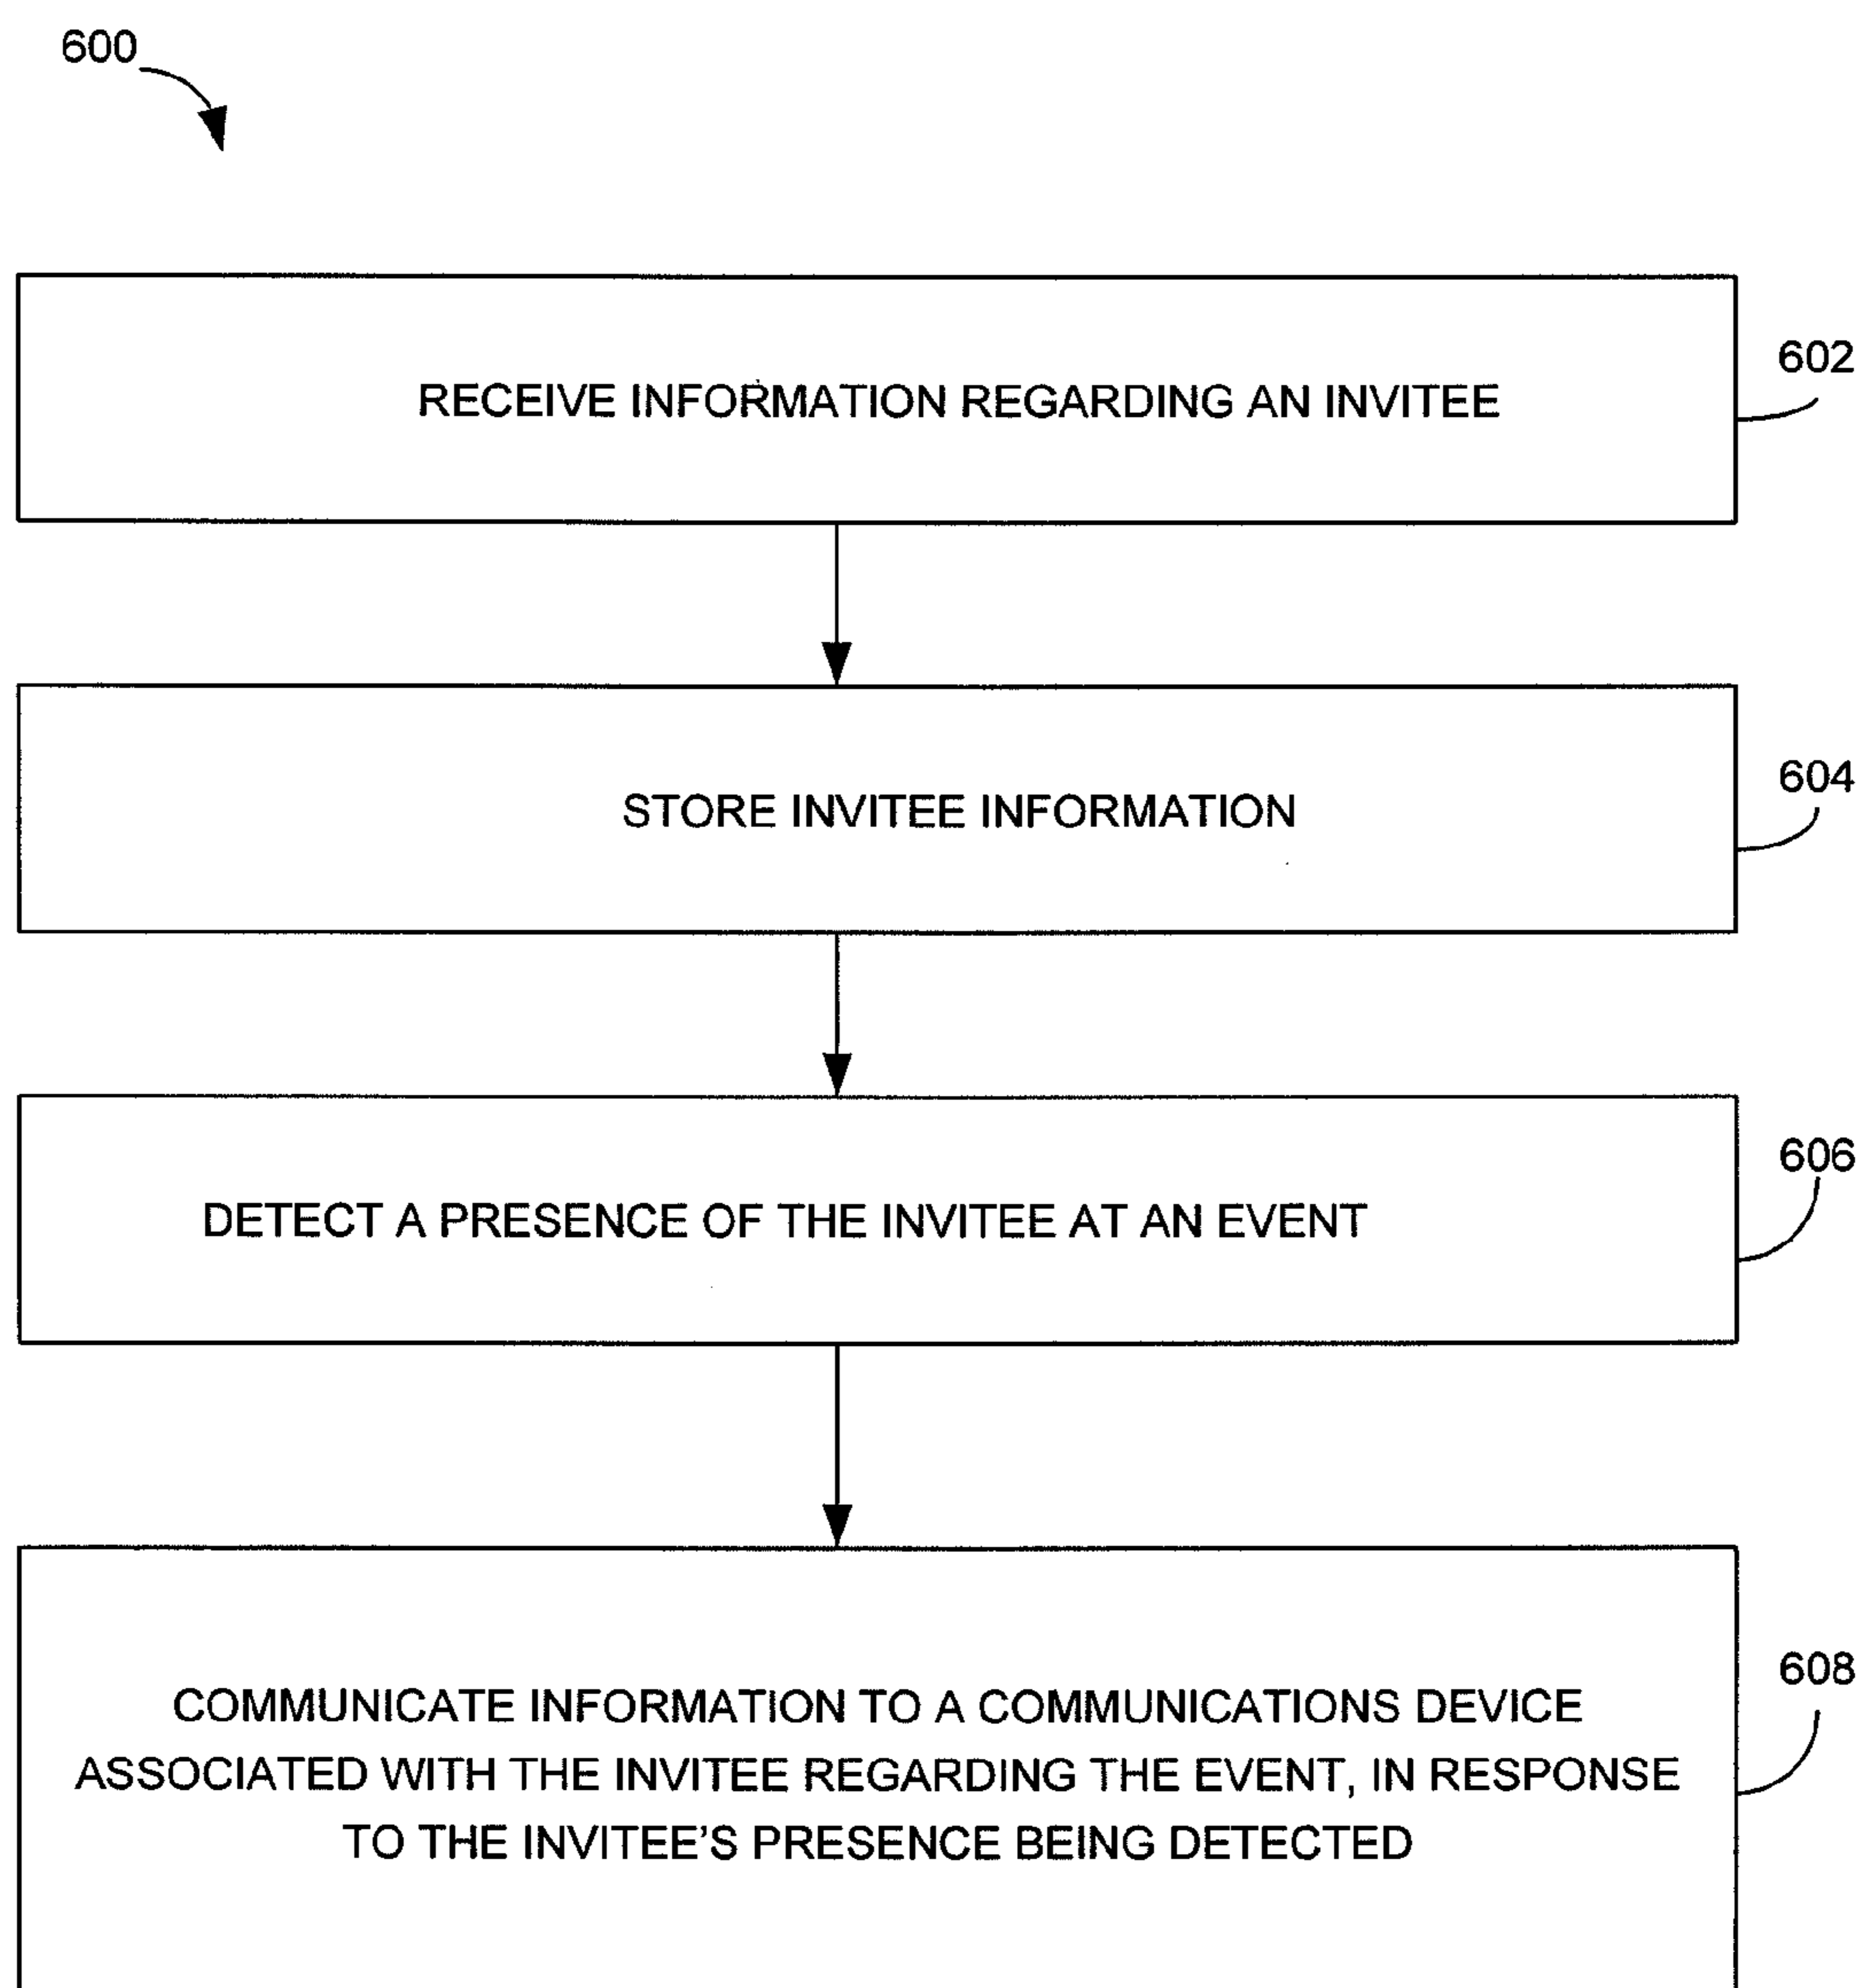 600
RECEIVE INFORMATION REGARDING AN INVITEE
602
STORE INVITEE INFORMATION
604
DETECT A PRESENCE OF THE INVITEE AT AN EVENT
606
COMMUNICATE INFORMATION TO A COMMUNICATIONS DEVICE
ASSOCIATED WITH THE INVITEE REGARDING THE EVENT, IN RESPONSE
TO THE INVITEE'S PRESENCE BEING DETECTED
608